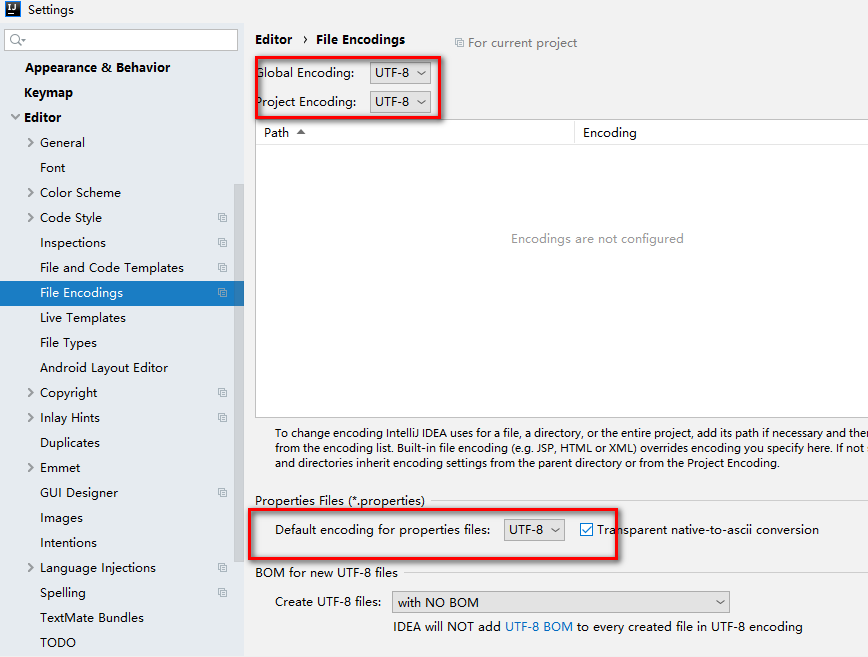 Settings
Appearance & Behavior
Keymap
Editor
General
Font
Color Scheme
Code Style
Inspections
File and Code Templates
File Encodings
Live Templates
File Types
Android Layout Editor
Copyright
Inlay Hints
Duplicates
Emmet
GUI Designer
Images
Intentions
Language Injections
Spelling
TextMate Bundles
TODO
Editor › File Encodings For current project
Global Encoding: UTF-8
Project Encoding: UTF-8
Path Encoding
Encodings are not configured
To change encoding IntelliJ IDEA uses for a file, a directory, or the entire project, add its path if necessary and the
from the encoding list. Built-in file encoding (e.g. JSP, HTML or XML) overrides encoding you specify here. If not
and directories inherit encoding settings from the parent directory or from the Project Encoding.
Properties Files (*.properties)
Default encoding for properties files: UTF-8 Transparent native-to-ascii conversion
BOM for new UTF-8 files
Create UTF-8 files: with NO BOM
IDEA will NOT add UTF-8 BOM to every created file in UTF-8 encoding